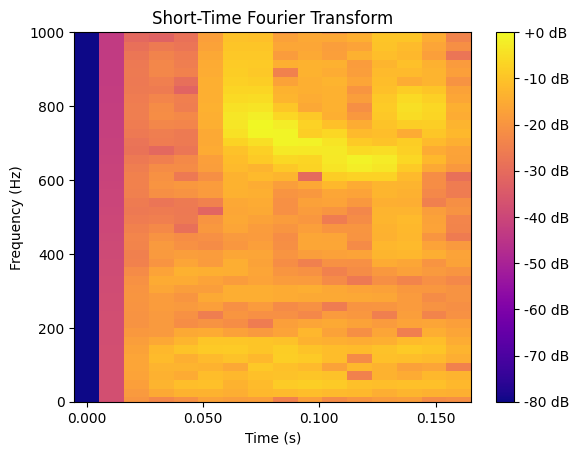 Short-Time Fourier Transform
1000
800
600
400
200
0
Frequency (Hz)
0.000
0.050
0.100
0.150
Time (s)
+0 dB
-10 dB
-20 dB
-30 dB
-40 dB
-50 dB
-60 dB
-70 dB
-80 dB